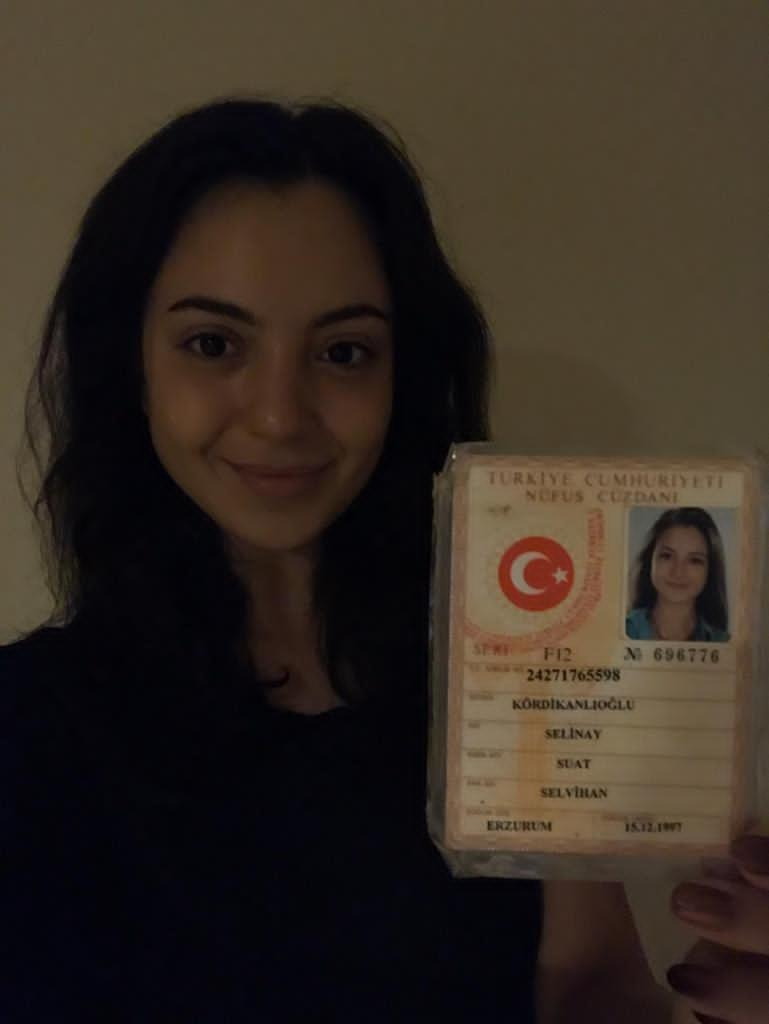 TÜRKİYE CUMHURİYETİ
NÜFUS CÜZDANI
SERİ F12 № 696776
24271765598
KÖRDİKANLIOĞLU
SELİNAY
SUAT
SELVİHAN
ERZURUM 15.12.1997